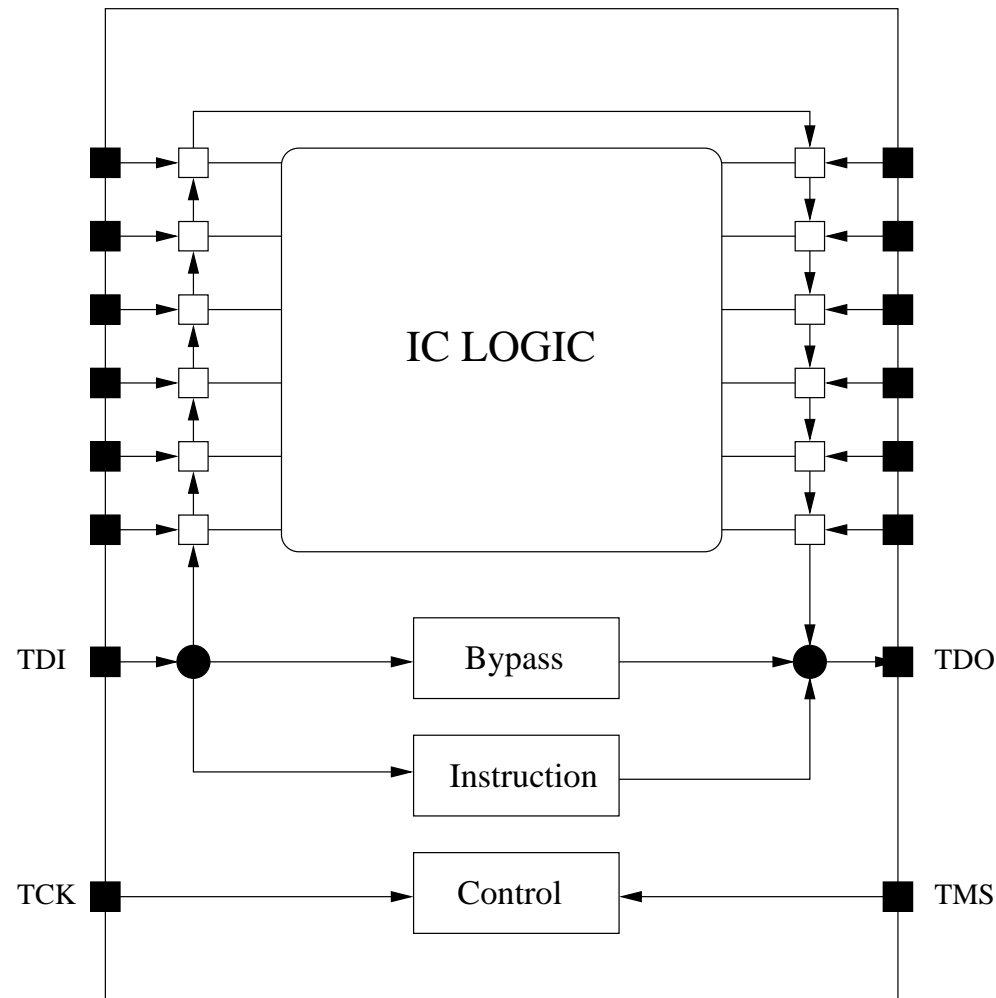 IC LOGIC
TDI
Bypass
TDO
Instruction
TCK
Control
TMS